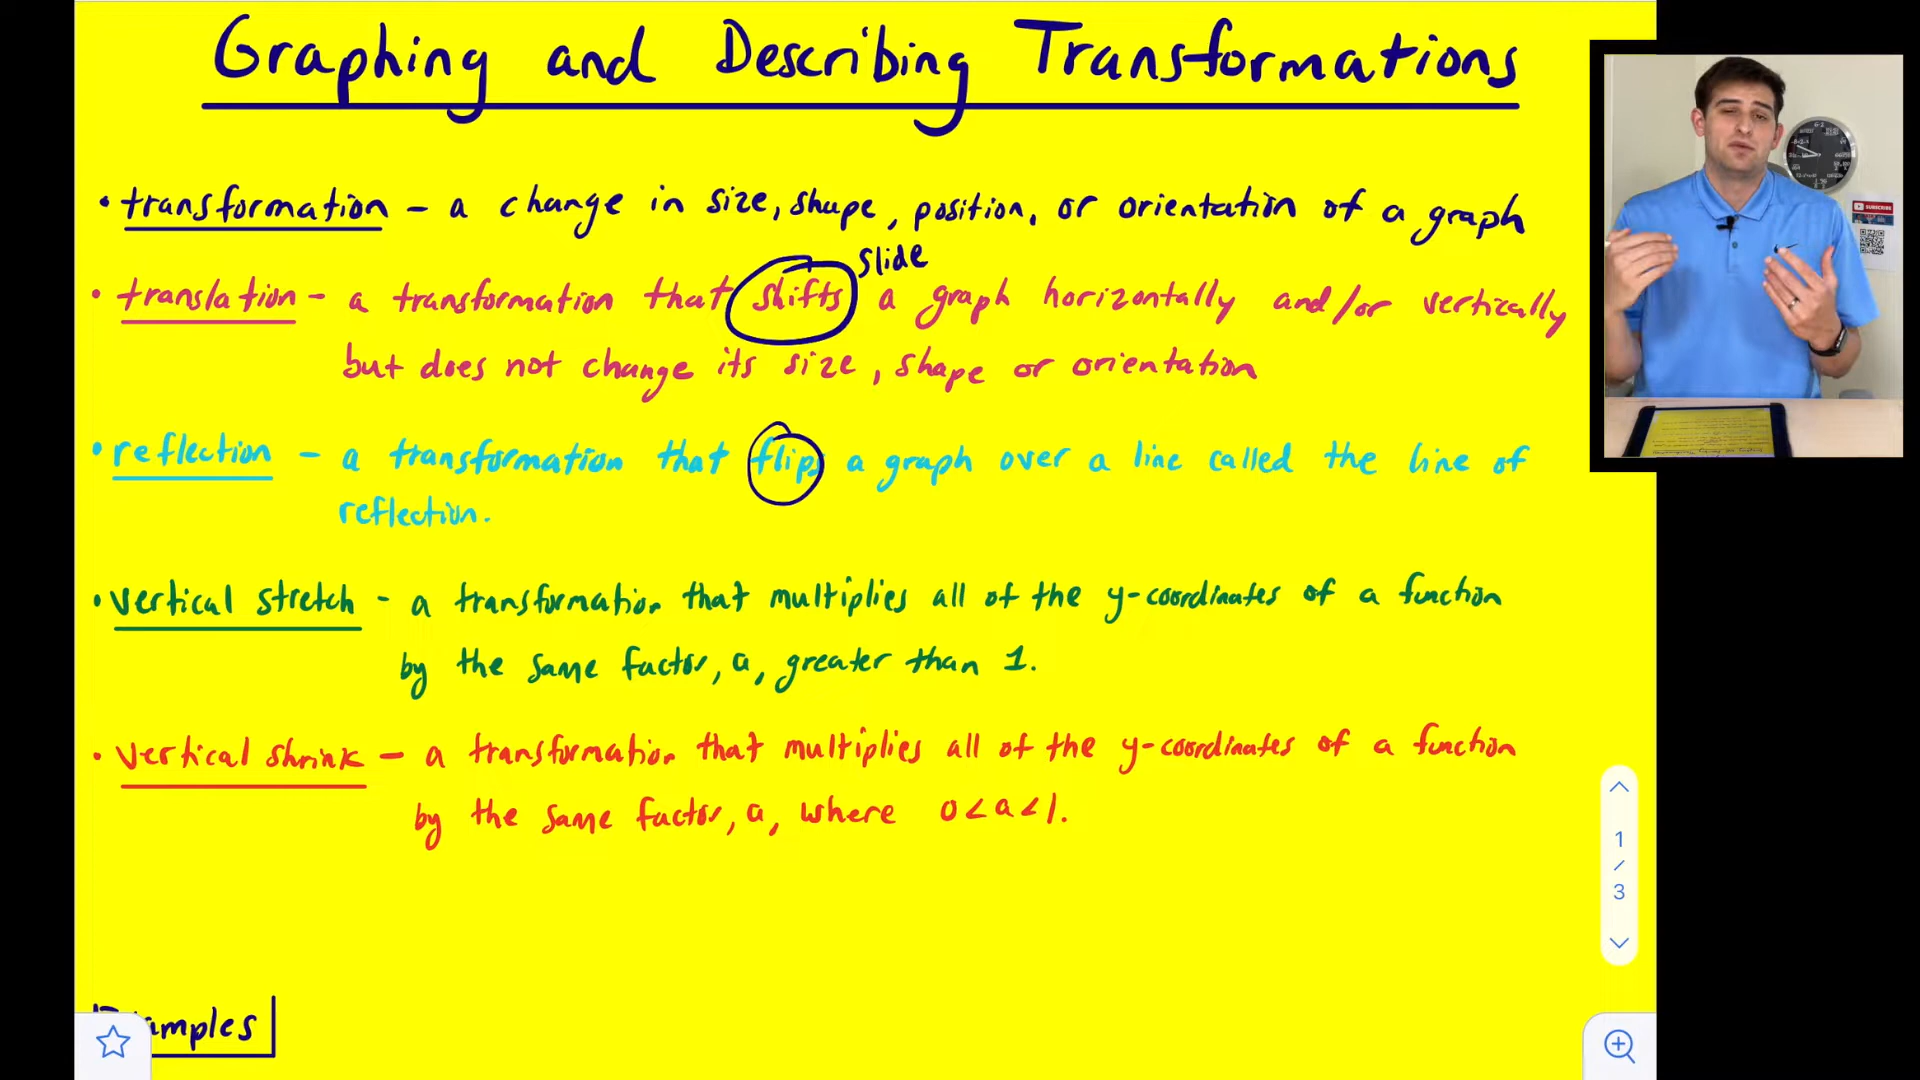 Graphing and Describing Transformations
• transformation - a change in size, shape, position, or orientation of a graph
slide
• translation - a transformation that shifts a graph horizontally and/or vertically
but does not change its size, shape or orientation
• reflection - a transformation that flips a graph over a line called the line of
reflection.
• vertical stretch - a transformation that multiplies all of the y-coordinates of a function
by the same factor, a, greater than 1.
• vertical shrink - a transformation that multiplies all of the y-coordinates of a function
by the same factor, a, where 0<a<1.
1
/
3
SUBSCRIBE